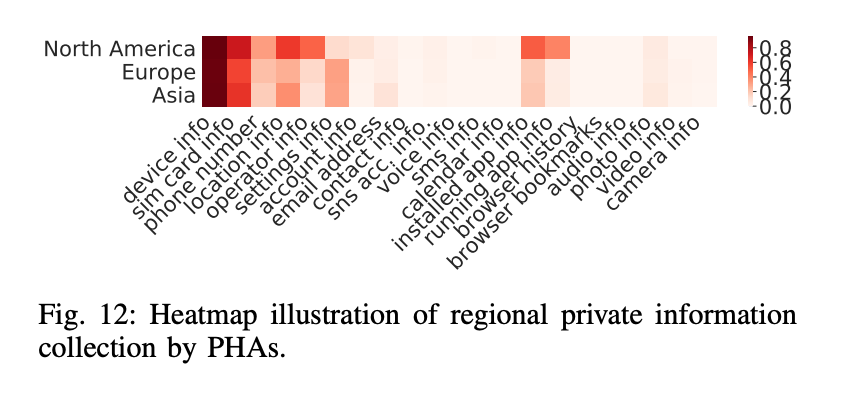 North America
Europe
Asia
0.8
0.6
0.4
0.2
0.0
device info
sim card info
phone number
location info
operator info
settings info
account info
email address
contact info
sns acc. info.
voice info
sms info
calendar info
installed app info
running app info
browser history
browser bookmarks
audio info
photo info
video info
camera info
Fig. 12: Heatmap illustration of regional private information
collection by PHAs.